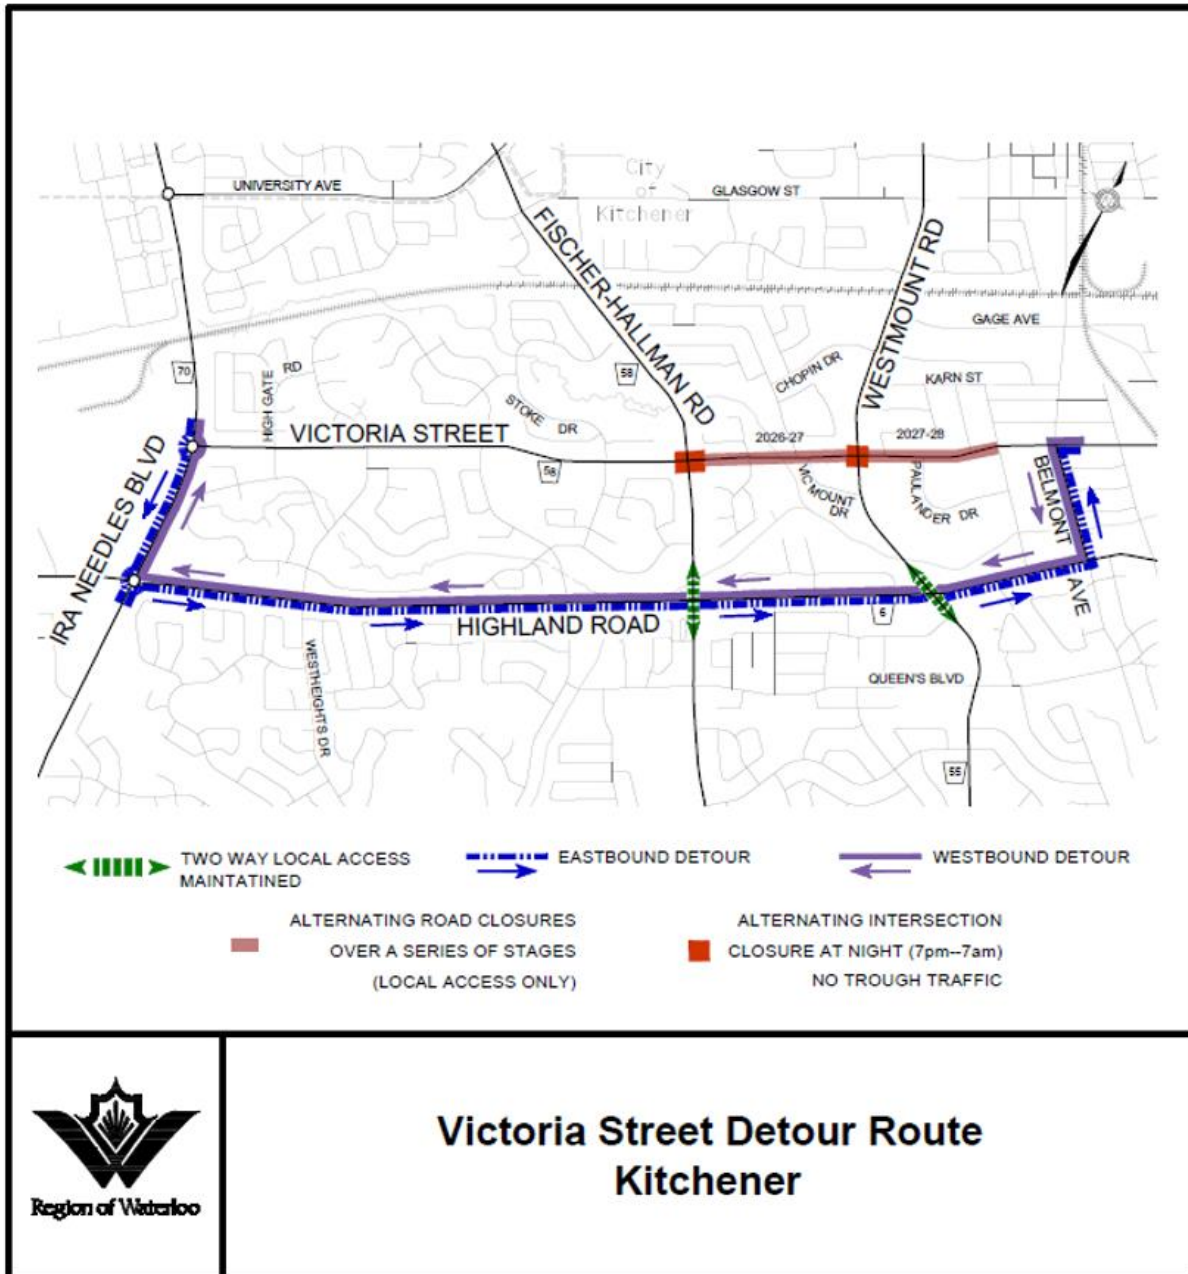 City
of
Kitchener
UNIVERSITY AVE
GLASGOW ST
FISCHER-HALLMAN RD
WESTMOUNT RD
GAGE AVE
70
HIGH GATE RD
58
CHOPIN DR
KARN ST
STOKE DR
VICTORIA STREET
2026-27
2027-28
58
IRA NEEDLES BLVD
VICMOUNT DR
PAULANDER DR
BELMONT AVE
6
HIGHLAND ROAD
WESTHEIGHTS DR
QUEEN'S BLVD
55
TWO WAY LOCAL ACCESS
MAINTATINED
EASTBOUND DETOUR
WESTBOUND DETOUR
ALTERNATING ROAD CLOSURES
OVER A SERIES OF STAGES
(LOCAL ACCESS ONLY)
ALTERNATING INTERSECTION
CLOSURE AT NIGHT (7pm--7am)
NO TROUGH TRAFFIC
Region of Waterloo
Victoria Street Detour Route
Kitchener